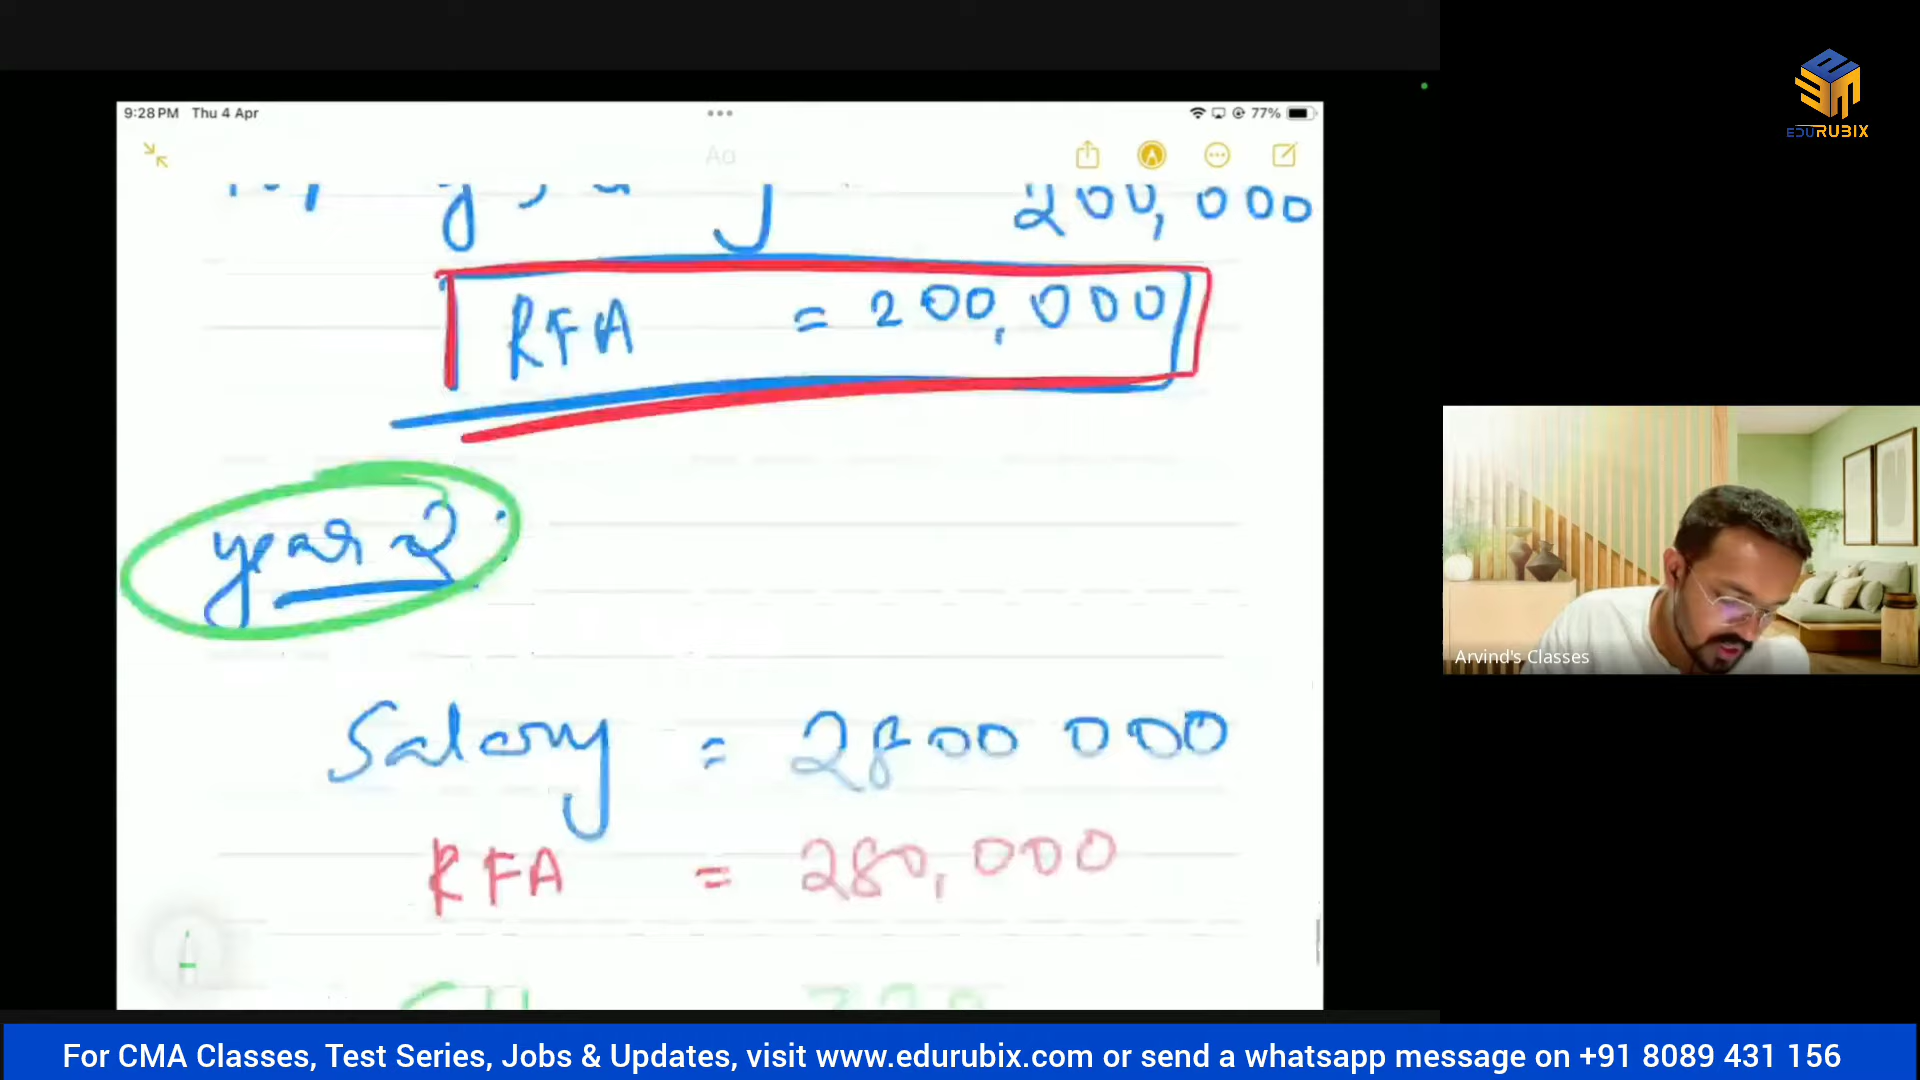 EDURUBIX
9:28 PM Thu 4 Apr
77%
Aa
200,000
RFA = 200,000
year 2
Salary = 2800 000
RFA = 280,000
Arvind's Classes
For CMA Classes, Test Series, Jobs & Updates, visit www.edurubix.com or send a whatsapp message on +91 8089 431 156